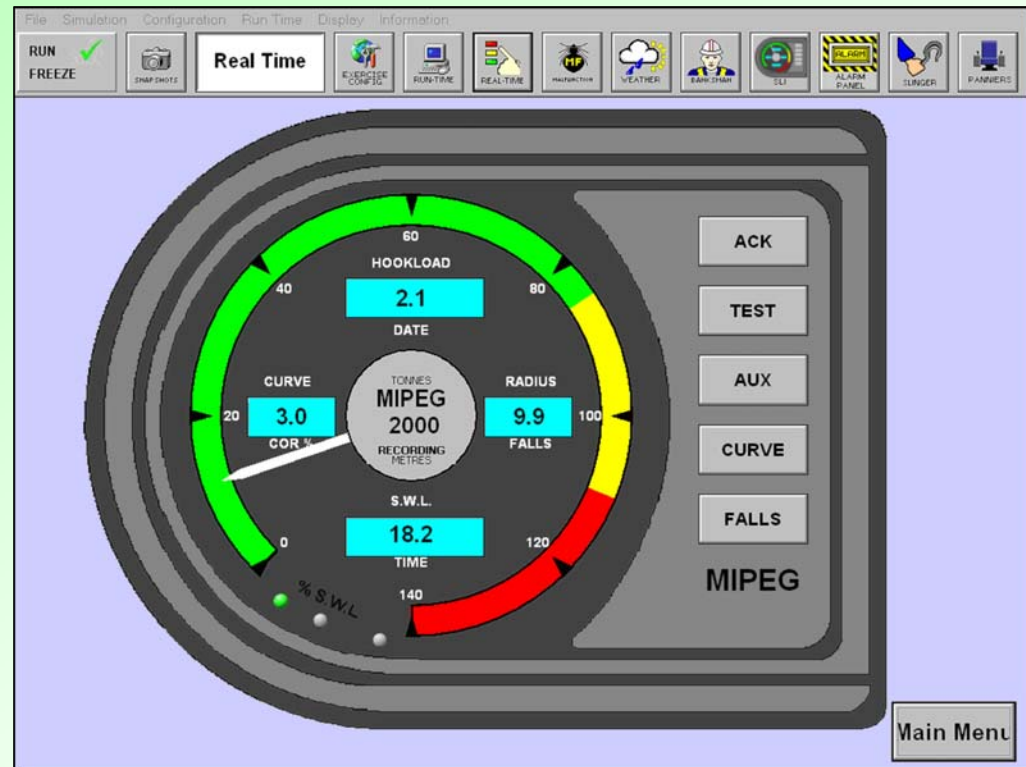 File Simulation Configuration Run Time Display Information
RUN
FREEZE
SNAP SHOTS
Real Time
EXERCISE
CONFIG
RUN-TIME
REAL-TIME
MF
MALFUNCTION
WEATHER
BANKSMAN
SLI
ALARM
ALARM
PANEL
SLINGER
PANNIERS
60
HOOKLOAD
2.1
DATE
40
80
CURVE
3.0
COR %
20
TONNES
MIPEG
2000
RECORDING
METRES
RADIUS
9.9
FALLS
100
S.W.L.
18.2
TIME
0
120
% S.W.L
140
ACK
TEST
AUX
CURVE
FALLS
MIPEG
Main Menu